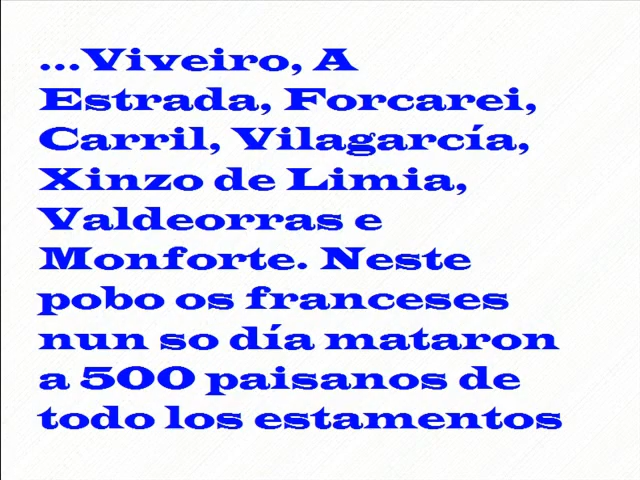 ...Viveiro, A
Estrada, Forcarei,
Carril, Vilagarcía,
Xinzo de Limia,
Valdeorras e
Monforte. Neste
pobo os franceses
nun so día mataron
a 500 paisanos de
todo los estamentos